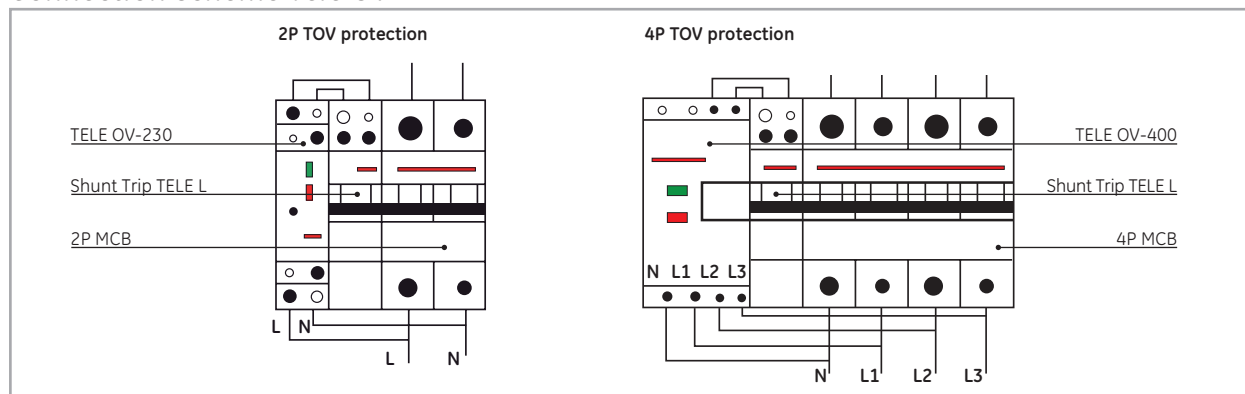 2P TOV protection
4P TOV protection
TELE OV-230
Shunt Trip TELE L
2P MCB
L N
L N
TELE OV-400
Shunt Trip TELE L
4P MCB
N L1 L2 L3
N L1 L2 L3